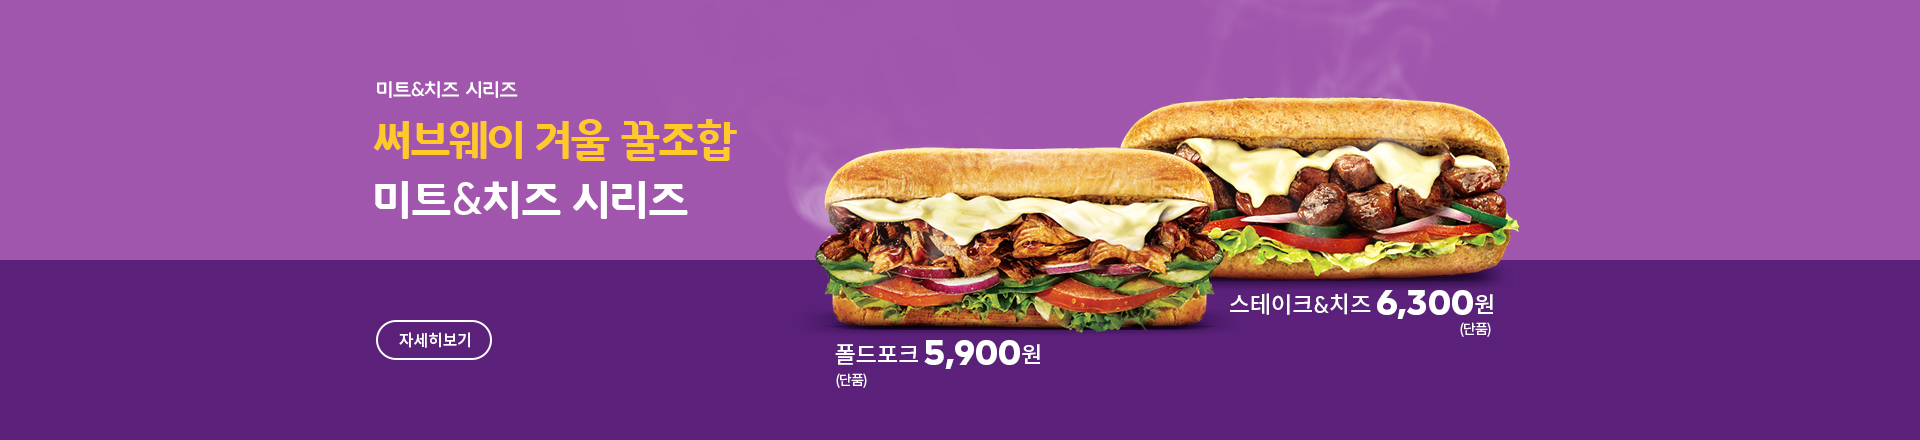 미트&치즈 시리즈
써브웨이 겨울 꿀조합
미트&치즈 시리즈
자세히보기
폴드포크 5,900원
(단품)
스테이크&치즈 6,300원
(단품)